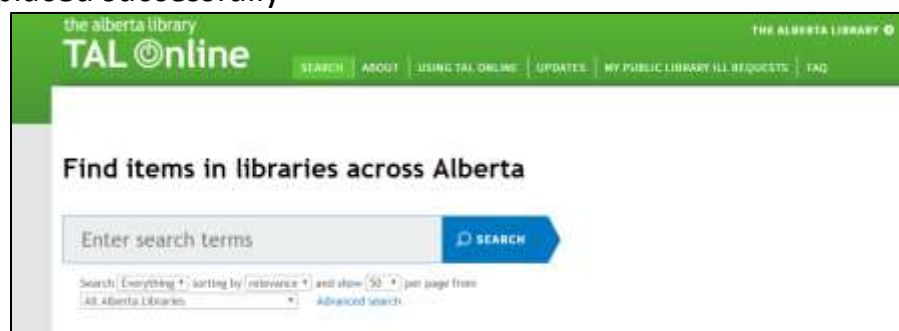 placed successfully
the alberta library
THE ALBERTA LIBRARY
TAL Online
SEARCH ABOUT USING TAL ONLINE UPDATES MY PUBLIC LIBRARY ILL REQUESTS FAQ
Find items in libraries across Alberta
Enter search terms SEARCH
Search Everything sorting by relevance and show 50 per page from
All Alberta Libraries Advanced search